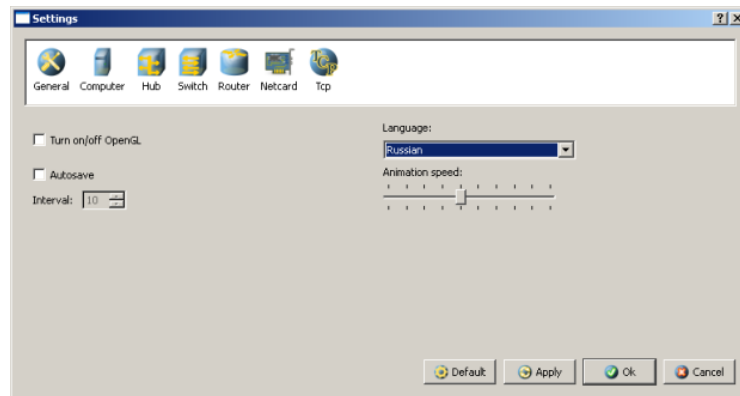 Settings
General Computer Hub Switch Router Netcard Tcp
TCP
Turn on/off OpenGL
Autosave
Interval: 10
Language:
Russian
Animation speed:
Default Apply Ok Cancel